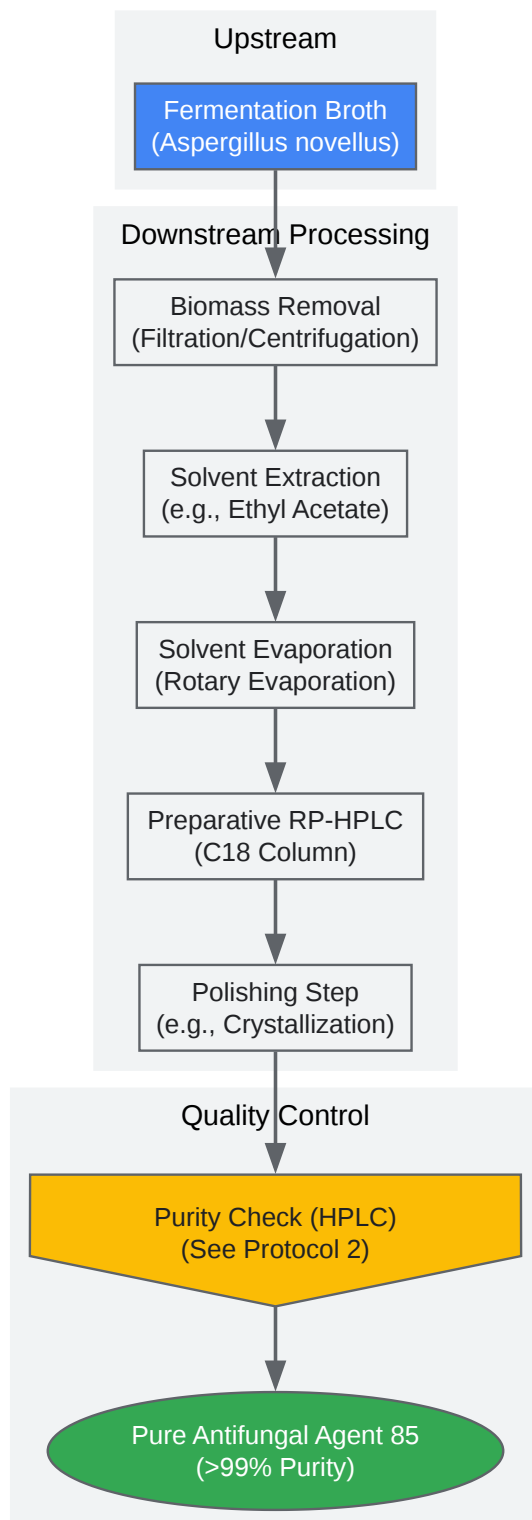 Upstream
Fermentation Broth
(Aspergillus novellus)
Downstream Processing
Biomass Removal
(Filtration/Centrifugation)
Solvent Extraction
(e.g., Ethyl Acetate)
Solvent Evaporation
(Rotary Evaporation)
Preparative RP-HPLC
(C18 Column)
Polishing Step
(e.g., Crystallization)
Quality Control
Purity Check (HPLC)
(See Protocol 2)
Pure Antifungal Agent 85
(>99% Purity)